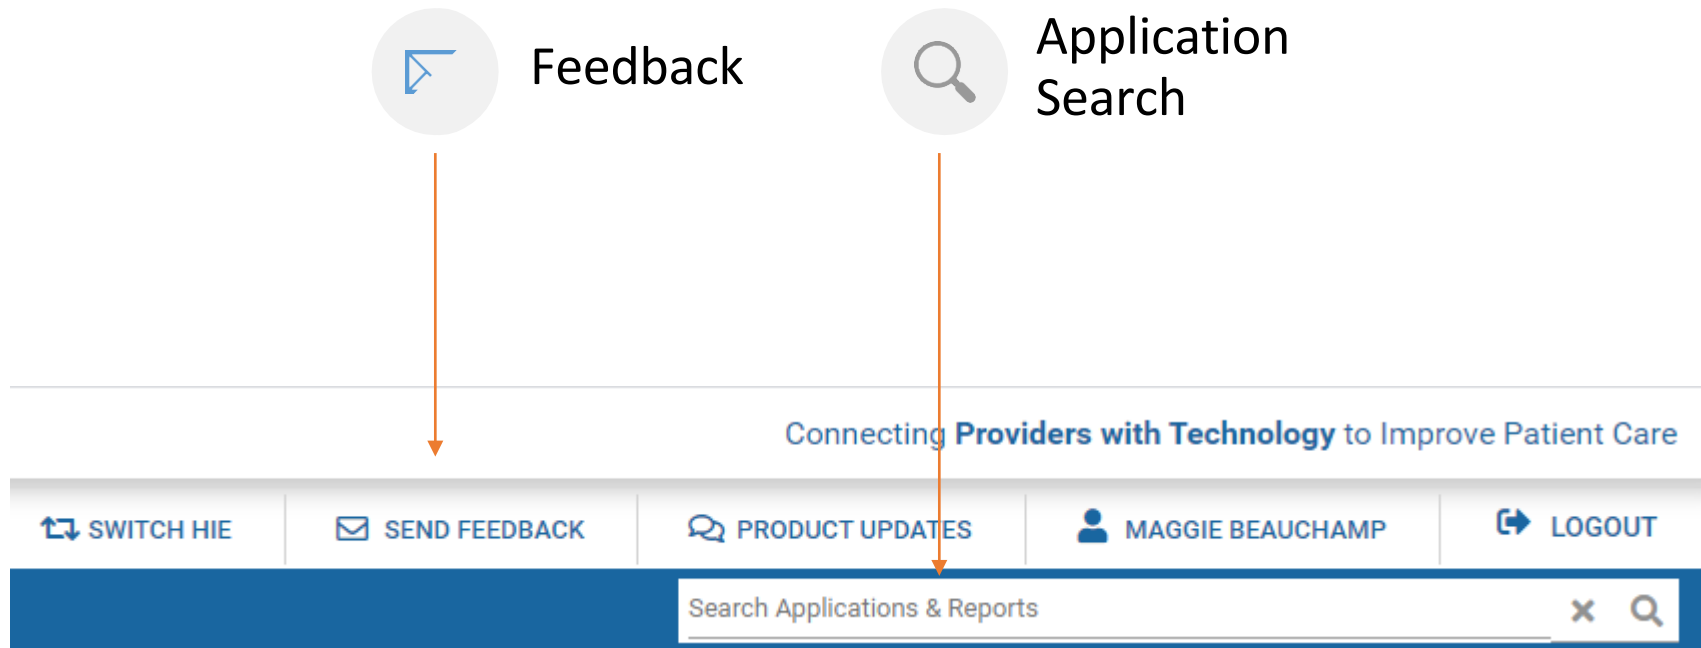 Feedback
Application
Search
Connecting Providers with Technology to Improve Patient Care
SWITCH HIE
SEND FEEDBACK
PRODUCT UPDATES
MAGGIE BEAUCHAMP
LOGOUT
Search Applications & Reports